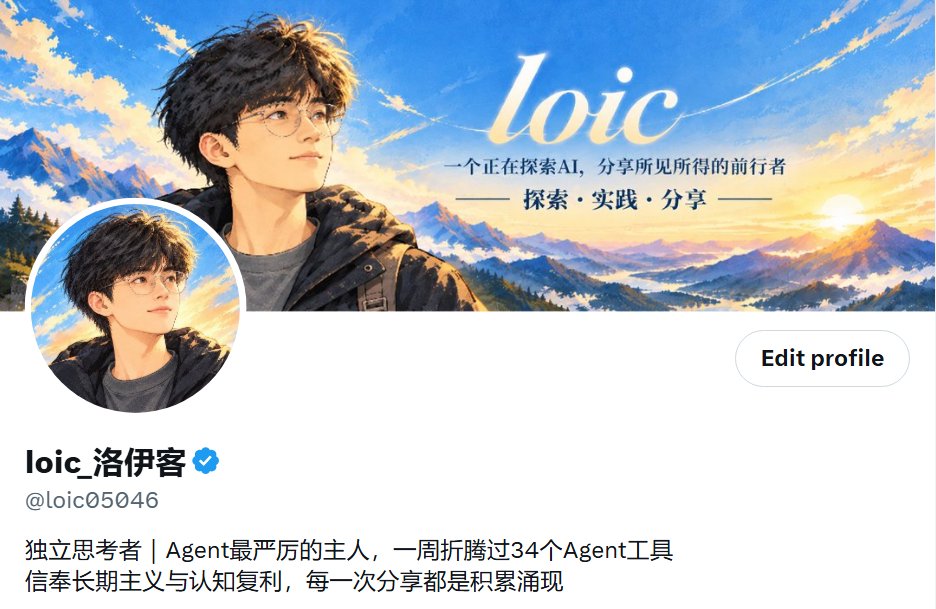 loic
一个正在探索AI，分享所见所得的前行者
探索·实践·分享
Edit profile
loic_洛伊客
@loic05046
独立思考者｜Agent最严厉的主人，一周折腾过34个Agent工具
信奉长期主义与认知复利，每一次分享都是积累涌现